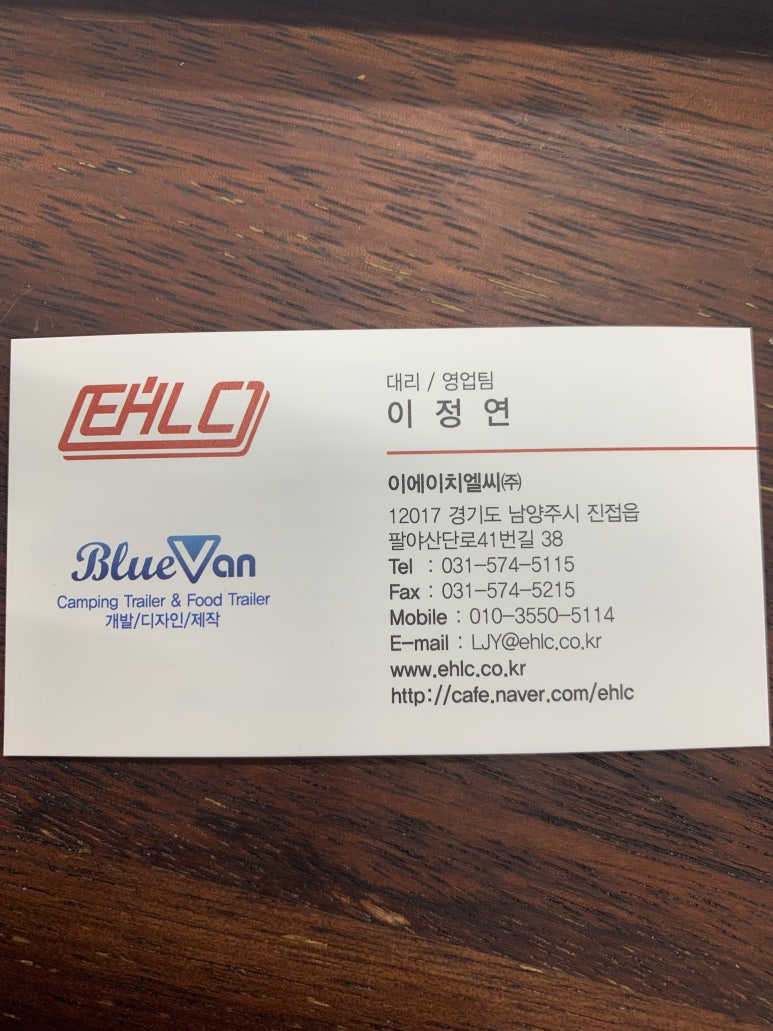 EHLC
BlueVan
Camping Trailer & Food Trailer
개발/디자인/제작
대리 / 영업팀
이 정 연
이에이치엘씨㈜
12017 경기도 남양주시 진접읍
팔야산단로41번길 38
Tel : 031-574-5115
Fax : 031-574-5215
Mobile : 010-3550-5114
E-mail : LJY@ehlc.co.kr
www.ehlc.co.kr
http://cafe.naver.com/ehlc